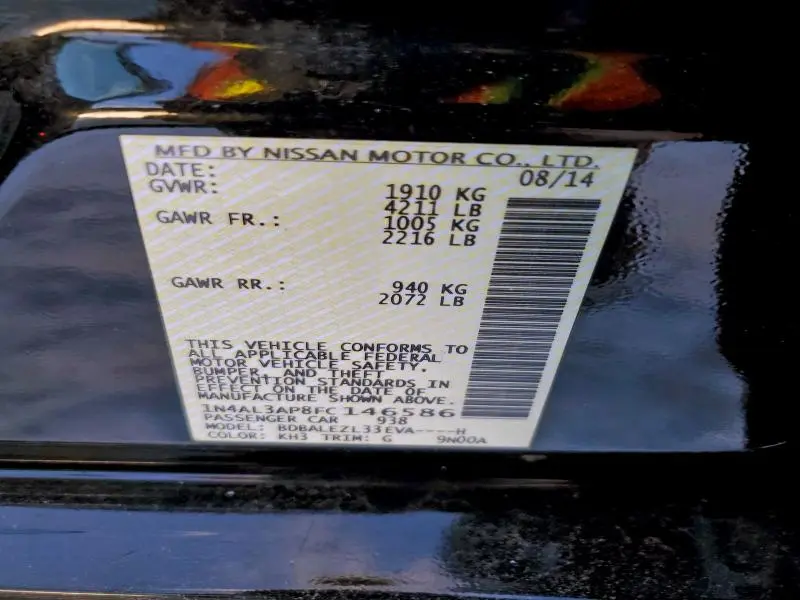 MFD BY NISSAN MOTOR CO., LTD.
DATE: 08/14
GVWR: 1910 KG
4211 LB
GAWR FR.: 1005 KG
2216 LB
GAWR RR.: 940 KG
2072 LB
THIS VEHICLE CONFORMS TO
ALL APPLICABLE FEDERAL
MOTOR VEHICLE SAFETY,
BUMPER, AND THEFT
PREVENTION STANDARDS IN
EFFECT ON THE DATE OF
MANUFACTURE SHOWN ABOVE.
1N4AL3AP8FC146586
PASSENGER CAR 938
MODEL: BDBALEZL33EVA----H
COLOR: KH3 TRIM: G 9N00A